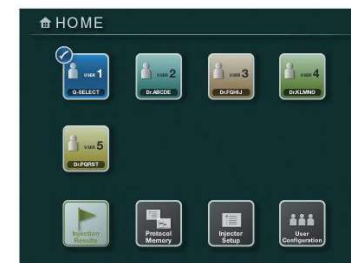 HOME
USER 1
USER 2
USER 3
USER 4
G-SELECT
Dr.ABCDE
Dr.FGHIJ
Dr.KLMNO
USER 5
Dr.PQRST
Injection Results
Protocol Memory
Injector Setup
User Configuration